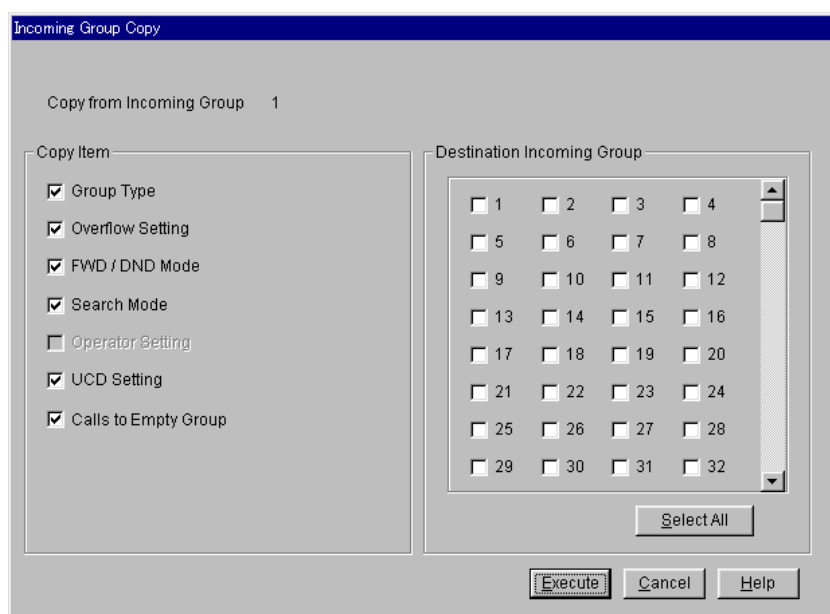 Incoming Group Copy
Copy from Incoming Group 1
Copy Item
Group Type
Overflow Setting
FWD / DND Mode
Search Mode
Operator Setting
UCD Setting
Calls to Empty Group
Destination Incoming Group
1 2 3 4
5 6 7 8
9 10 11 12
13 14 15 16
17 18 19 20
21 22 23 24
25 26 27 28
29 30 31 32
Select All
Execute Cancel Help